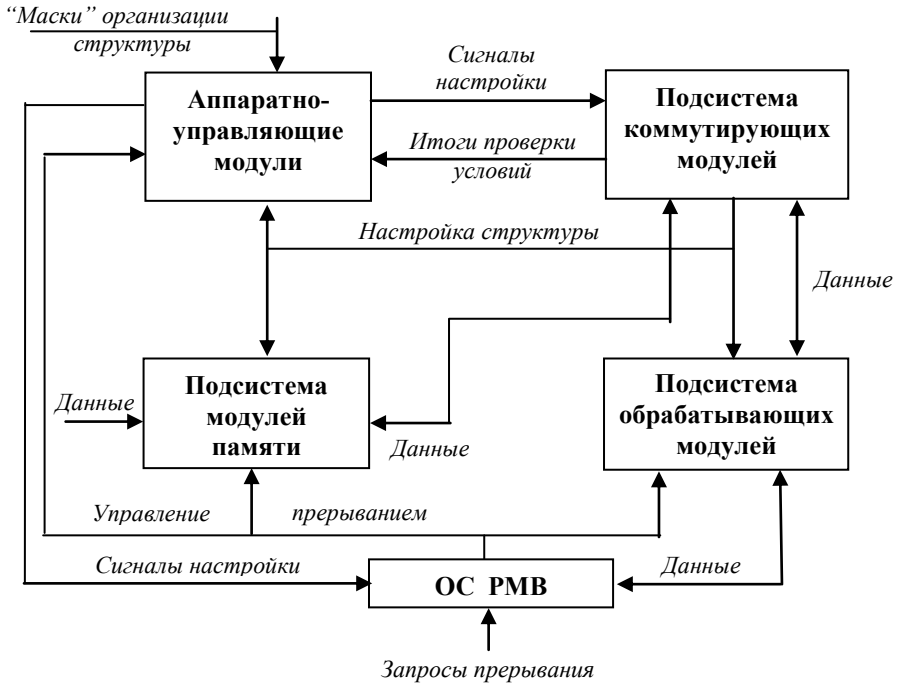 “Маски” организации
структуры
Сигналы
настройки
Аппаратно-
управляющие
модули
Подсистема
коммутирующих
модулей
Итоги проверки
условий
Настройка структуры
Данные
Подсистема
модулей
памяти
Подсистема
обрабатывающих
модулей
Данные
Данные
Управление прерыванием
Сигналы настройки
ОС РМВ
Данные
Запросы прерывания